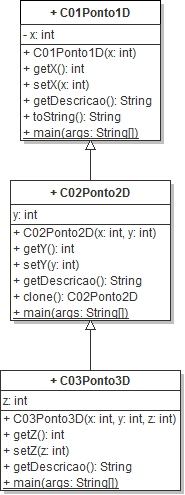 C01Ponto1D
- x: int
+ C01Ponto1D(x: int)
+ getX(): int
+ setX(x: int)
+ getDescricao(): String
+ toString(): String
+ main(args: String[])
C02Ponto2D
y: int
+ C02Ponto2D(x: int, y: int)
+ getY(): int
+ setY(y: int)
+ getDescricao(): String
+ clone(): C02Ponto2D
+ main(args: String[])
C03Ponto3D
z: int
+ C03Ponto3D(x: int, y: int, z: int)
+ getZ(): int
+ setZ(z: int)
+ getDescricao(): String
+ main(args: String[])